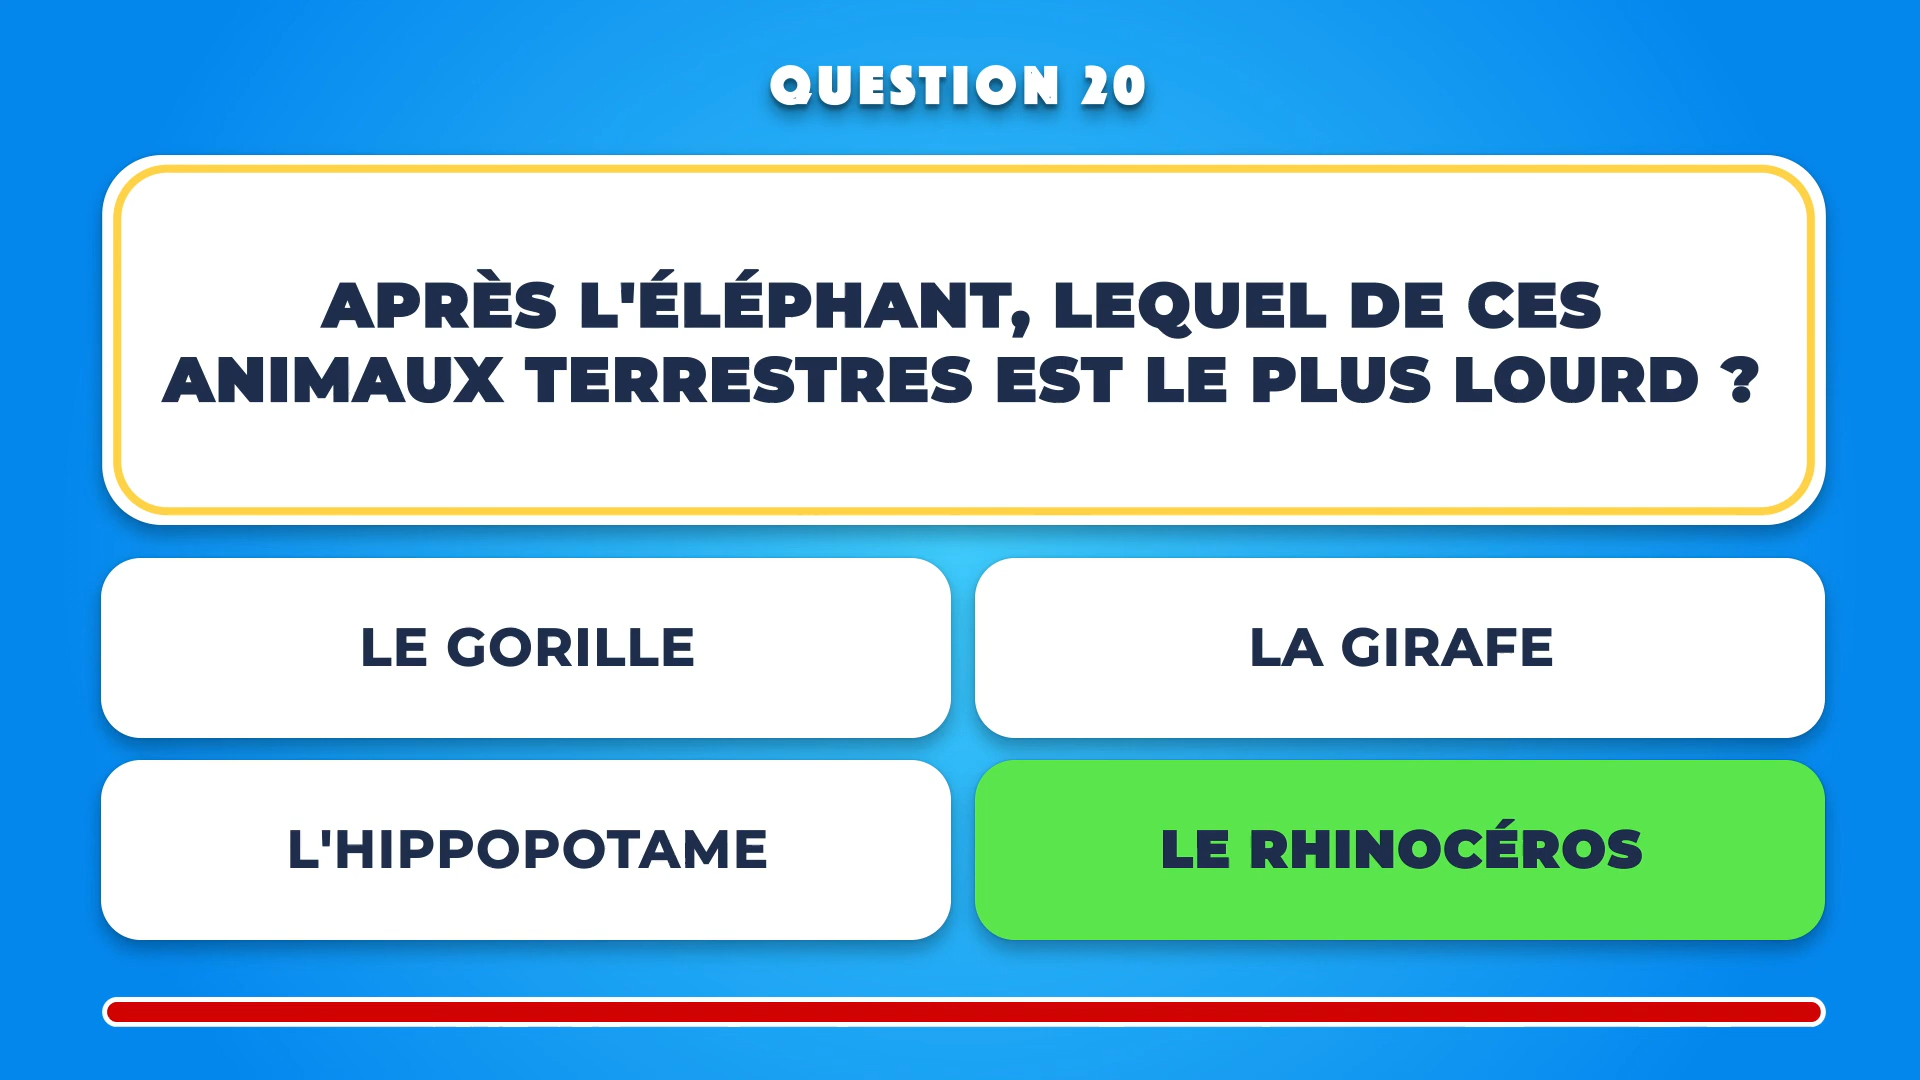 QUESTION 20
APRÈS L'ÉLÉPHANT, LEQUEL DE CES
ANIMAUX TERRESTRES EST LE PLUS LOURD ?
LE GORILLE
LA GIRAFE
L'HIPPOPOTAME
LE RHINOCÉROS